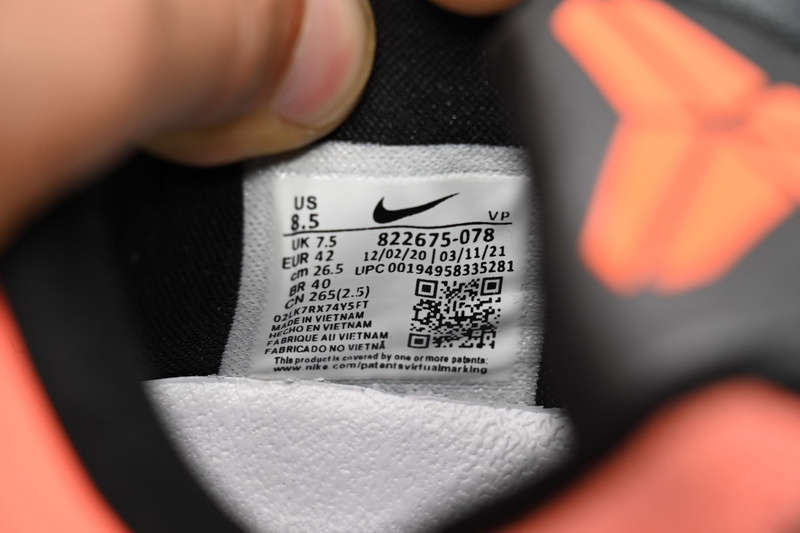 US
8.5
VP
UK 7.5
EUR 42
cm 26.5
BR 40
CN 265(2.5)
822675-078
12/02/20 | 03/11/21
UPC 00194958335281
02LK7RX74Y5FT
MADE IN VIETNAM
HECHO EN VIETNAM
FABRIQUE AU VIETNAM
FABRICADO NO VIETNÃ
This product is covered by one or more patents:
www.nike.com/patentsvirtualmarking